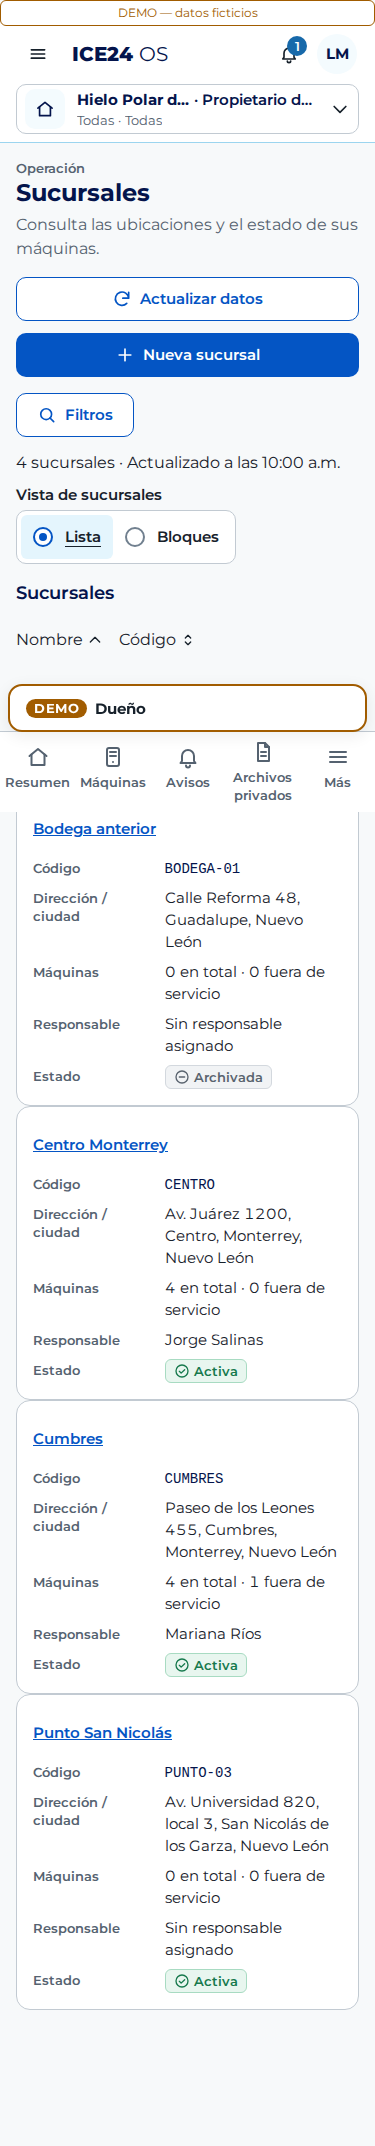 DEMO — datos ficticios
ICE24 OS
1
LM
Hielo Polar d... · Propietario d...
Todas · Todas
Operación
Sucursales
Consulta las ubicaciones y el estado de sus
máquinas.
Actualizar datos
Nueva sucursal
Filtros
4 sucursales · Actualizado a las 10:00 a.m.
Vista de sucursales
Lista
Bloques
Sucursales
Nombre
Código
DEMO Dueño
Resumen
Máquinas
Avisos
Archivos
privados
Más
Bodega anterior
Código
BODEGA-01
Dirección /
ciudad
Calle Reforma 48,
Guadalupe, Nuevo
León
Máquinas
0 en total · 0 fuera de
servicio
Responsable
Sin responsable
asignado
Estado
Archivada
Centro Monterrey
Código
CENTRO
Dirección /
ciudad
Av. Juárez 1200,
Centro, Monterrey,
Nuevo León
Máquinas
4 en total · 0 fuera de
servicio
Responsable
Jorge Salinas
Estado
Activa
Cumbres
Código
CUMBRES
Dirección /
ciudad
Paseo de los Leones
455, Cumbres,
Monterrey, Nuevo León
Máquinas
4 en total · 1 fuera de
servicio
Responsable
Mariana Ríos
Estado
Activa
Punto San Nicolás
Código
PUNTO-03
Dirección /
ciudad
Av. Universidad 820,
local 3, San Nicolás de
los Garza, Nuevo León
Máquinas
0 en total · 0 fuera de
servicio
Responsable
Sin responsable
asignado
Estado
Activa